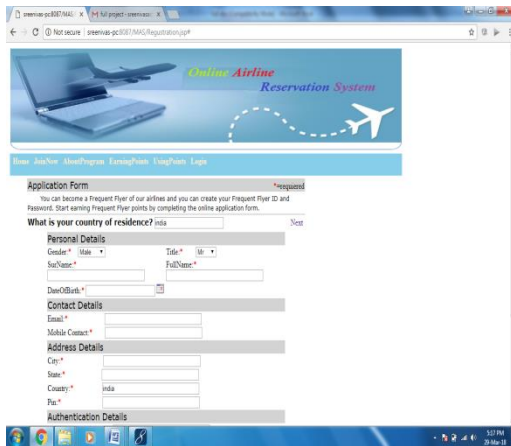 sreenivas-pc:8087/MAS/
full project - sreenivasa
Not secure | sreenivas-pc:8087/MAS/Registration.jsp#
Online Airline
Reservation System
Home JoinNow AboutProgram EarningPoints UsingPoints Login
Application Form *=required
You can become a Frequent Flyer of our airlines and you can create your Frequent Flyer ID and
Password. Start earning Frequent Flyer points by completing the online application form.
What is your country of residence? india Next
Personal Details
Gender:* Male Title:* Mr
SurName:* FullName:*
DateOfBirth:*
Contact Details
Email:*
Mobile Contact:*
Address Details
City:*
State:*
Country:* india
Pin:*
Authentication Details
5:37 PM
29-Mar-18